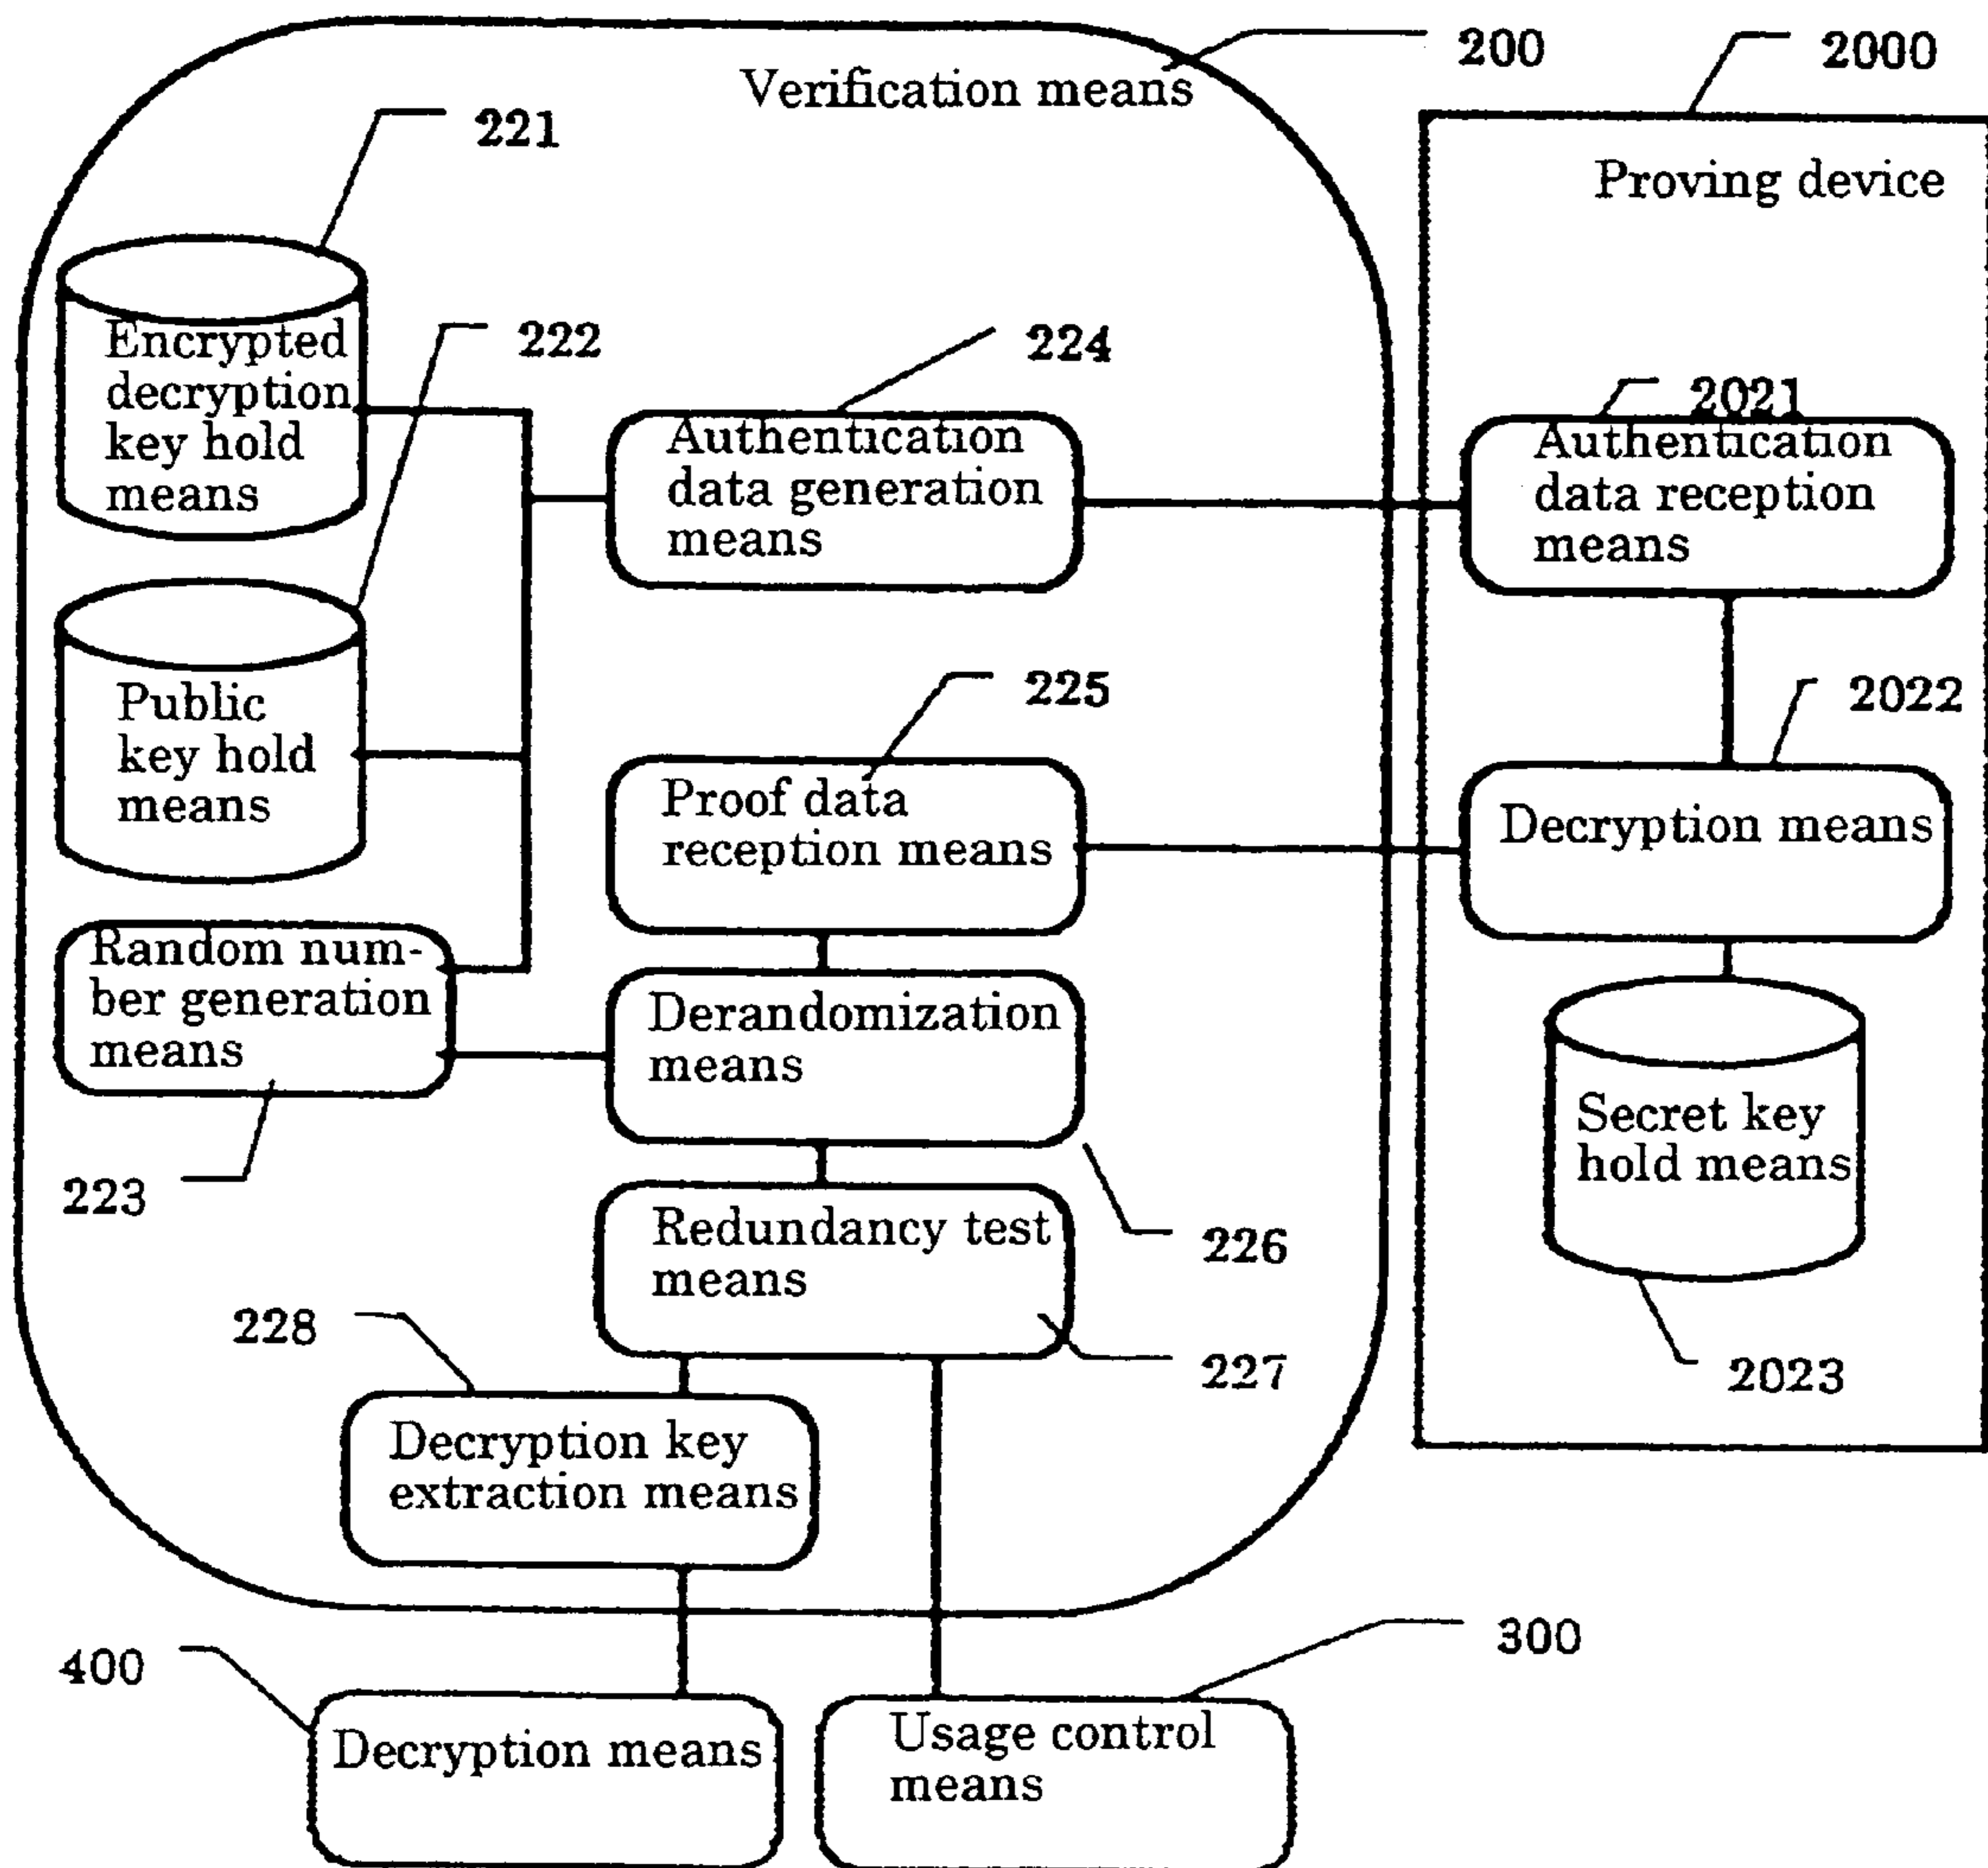 200
2000
Verification means
221
Proving device
Encrypted
decryption
key hold
means
222
224
2021
Authentication
data generation
means
Authentication
data reception
means
Public
key hold
means
225
2022
Proof data
reception means
Decryption means
Random num-
ber generation
means
Derandomization
means
Secret key
hold means
223
226
Redundancy test
means
228
227
2023
Decryption key
extraction means
400
300
Decryption means
Usage control
means